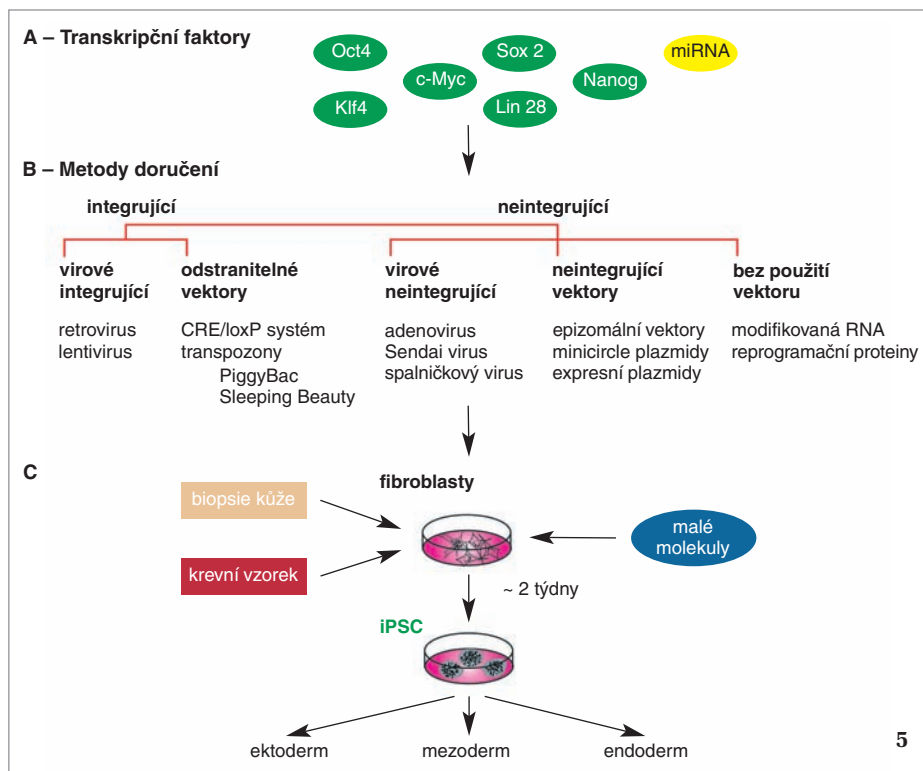 A – Transkripční faktory
Oct4
Sox 2
miRNA
c-Myc
Nanog
Klf4
Lin 28
B – Metody doručení
integrující
neintegrující
virové
integrující
retrovirus
lentivirus
odstranitelné
vektory
CRE/loxP systém
transpozony
PiggyBac
Sleeping Beauty
virové
neintegrující
adenovirus
Sendai virus
spalničkový virus
neintegrující
vektory
epizomální vektory
minicircle plazmidy
expresní plazmidy
bez použití
vektoru
modifikovaná RNA
reprogramační proteiny
C
fibroblasty
biopsie kůže
krevní vzorek
malé
molekuly
~ 2 týdny
iPSC
ektoderm
mezoderm
endoderm
5